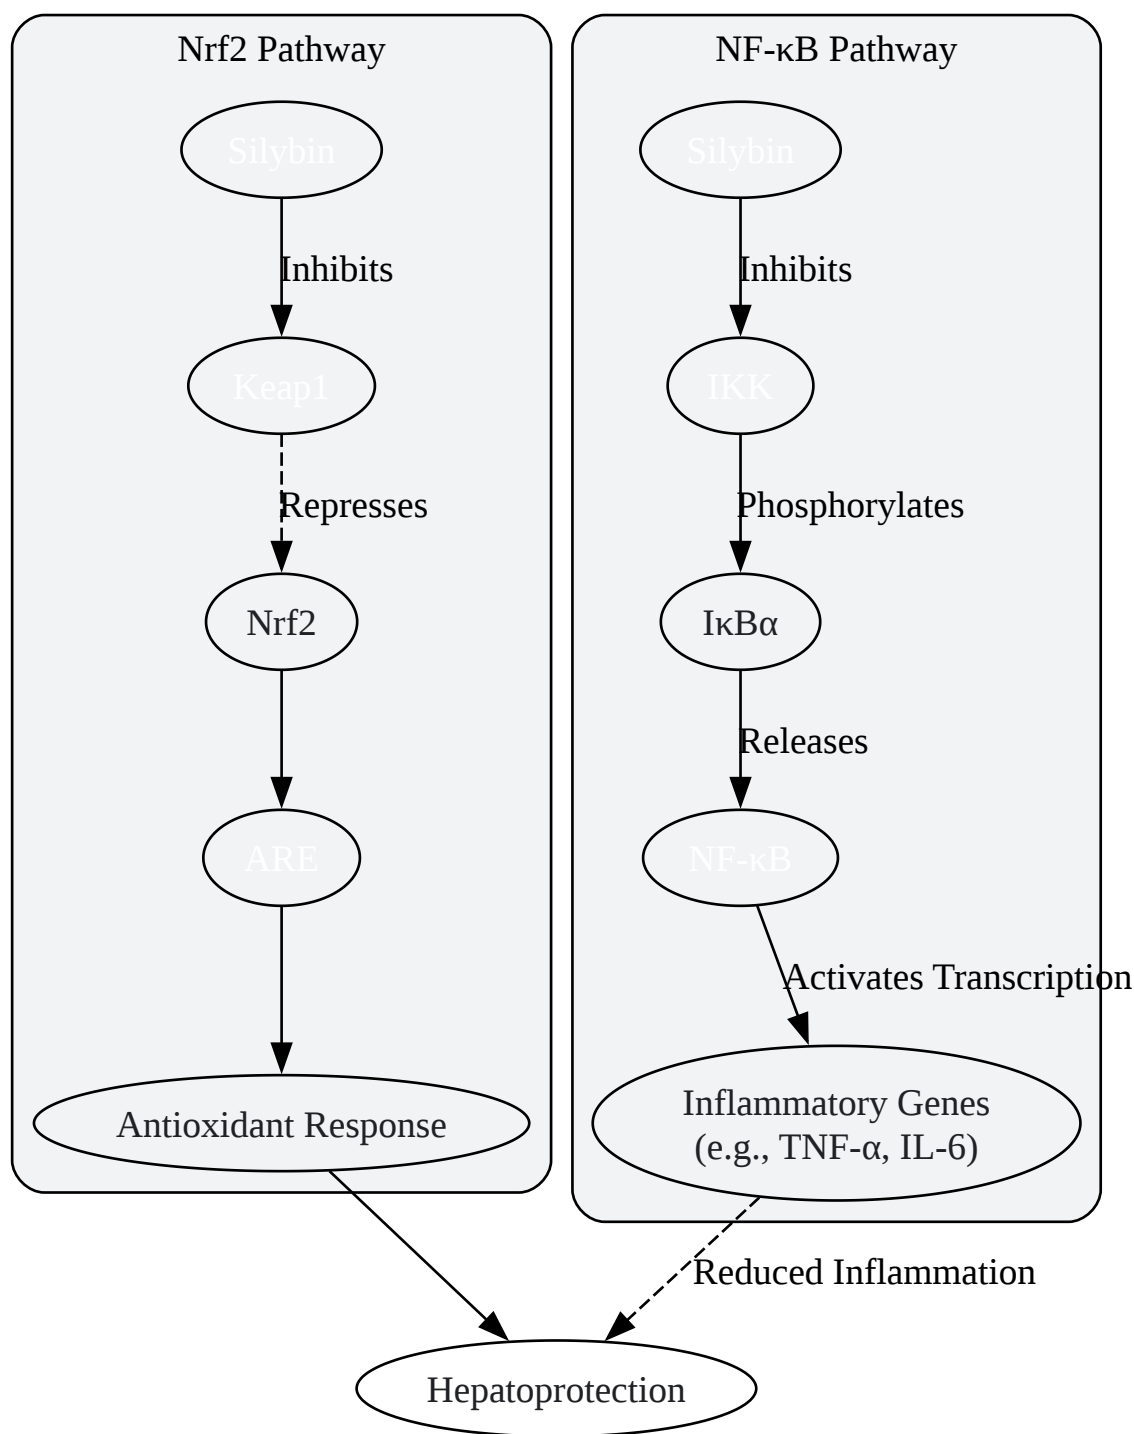 Nrf2 Pathway
Silybin
Inhibits
Keap1
Represses
Nrf2
ARE
Antioxidant Response
NF-κB Pathway
Silybin
Inhibits
IKK
Phosphorylates
IκBα
Releases
NF-κB
Activates Transcription
Inflammatory Genes
(e.g., TNF-α, IL-6)
Reduced Inflammation
Hepatoprotection